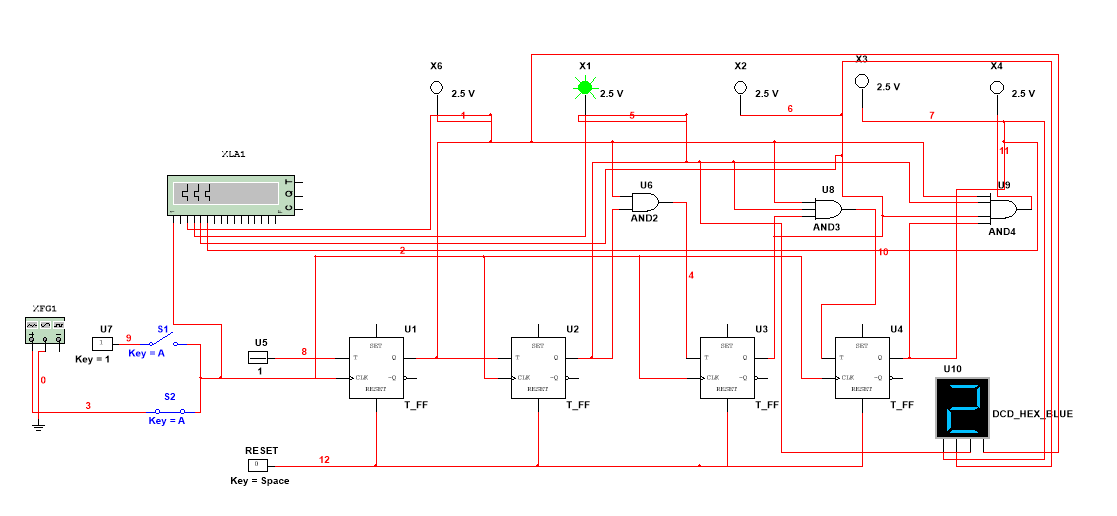 X6
X1
X2
X3
X4
2.5 V
2.5 V
2.5 V
2.5 V
2.5 V
1
5
6
7
11
XLA1
T
Q
C
1
F
U6
AND2
U8
AND3
U9
AND4
2
10
4
XFG1
U7
1
Key = 1
9
S1
Key = A
S2
Key = A
3
0
U5
1
8
U1
SET
T
Q
CLK
~Q
RESET
T_FF
U2
SET
T
Q
CLK
~Q
RESET
T_FF
U3
SET
T
Q
CLK
~Q
RESET
T_FF
U4
SET
T
Q
CLK
~Q
RESET
T_FF
U10
2
DCD_HEX_BLUE
RESET
0
Key = Space
12